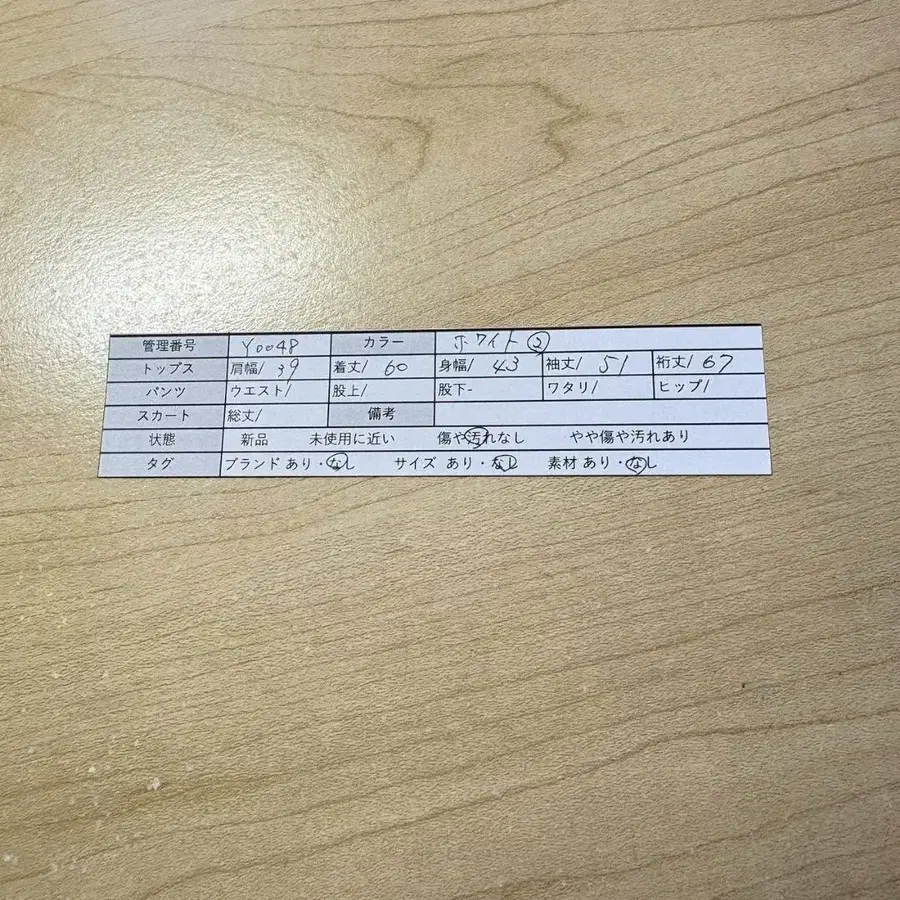 管理番号 Y0048 カラー ホワイト ②
トップス 肩幅/ 39 着丈/ 60 身幅/ 43 袖丈/ 51 裄丈/ 67
パンツ ウエスト/ 股上/ 股下- ワタリ/ ヒップ/
スカート 総丈/ 備考
状態 新品 未使用に近い 傷や汚れなし やや傷や汚れあり
タグ ブランド あり・なし サイズ あり・なし 素材 あり・なし